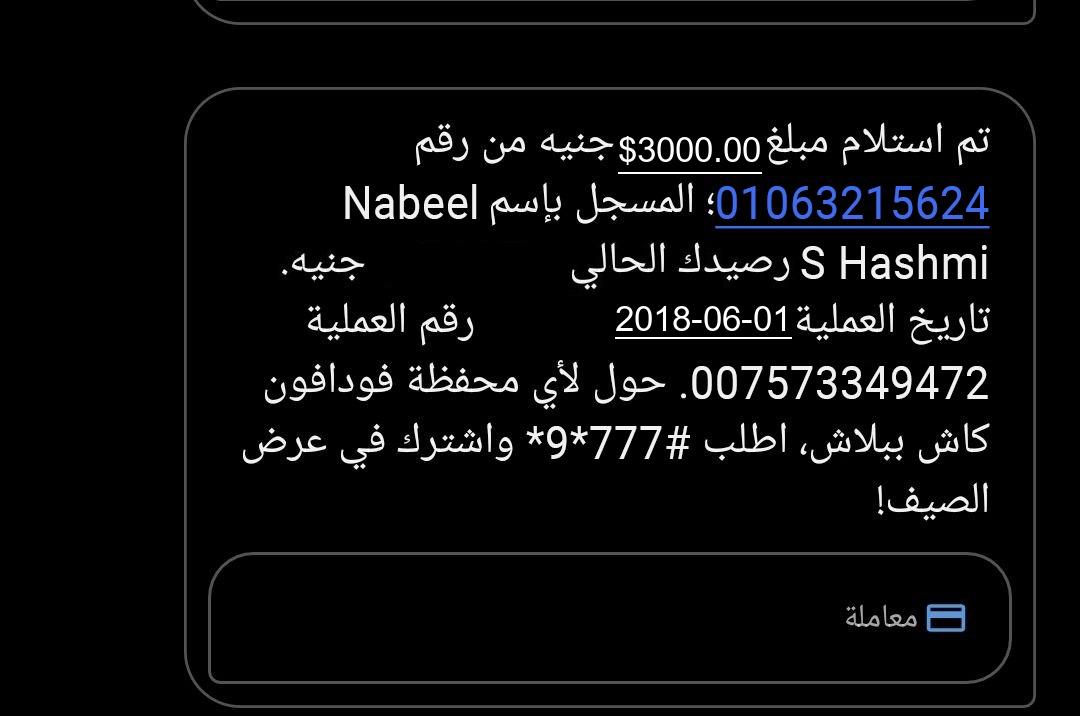 تم استلام مبلغ $3000.00 جنيه من رقم
01063215624؛ المسجل بإسم Nabeel
S Hashmi رصيدك الحالي جنيه.
تاريخ العملية 2018-06-01 رقم العملية
007573349472. حول لأي محفظة فودافون
كاش ببلاش، اطلب #777*9* واشترك في عرض
الصيف!
معاملة